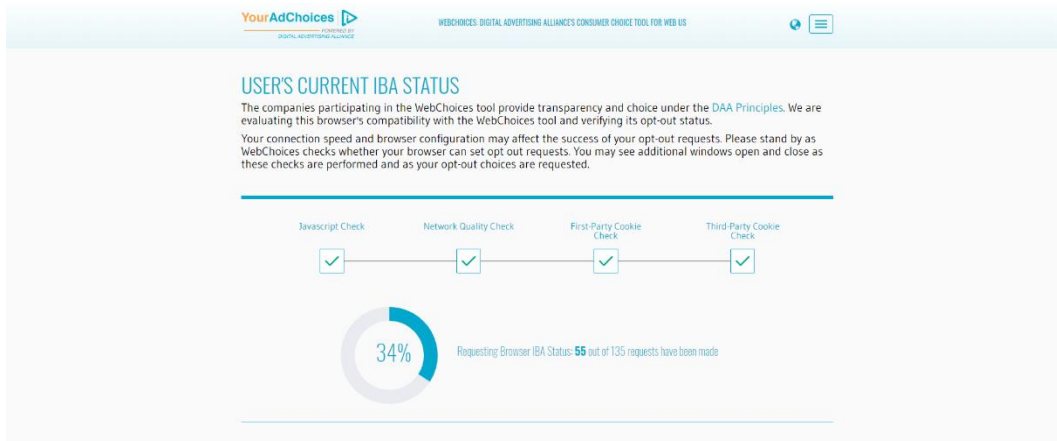 YourAdChoices
POWERED BY
DIGITAL ADVERTISING ALLIANCE
WEBCHOICES: DIGITAL ADVERTISING ALLIANCE'S CONSUMER CHOICE TOOL FOR WEB US
USER'S CURRENT IBA STATUS
The companies participating in the WebChoices tool provide transparency and choice under the DAA Principles. We are
evaluating this browser's compatibility with the WebChoices tool and verifying its opt-out status.
Your connection speed and browser configuration may affect the success of your opt-out requests. Please stand by as
WebChoices checks whether your browser can set opt out requests. You may see additional windows open and close as
these checks are performed and as your opt-out choices are requested.
Javascript Check
Network Quality Check
First-Party Cookie
Check
Third-Party Cookie
Check
34%
Requesting Browser IBA Status: 55 out of 135 requests have been made